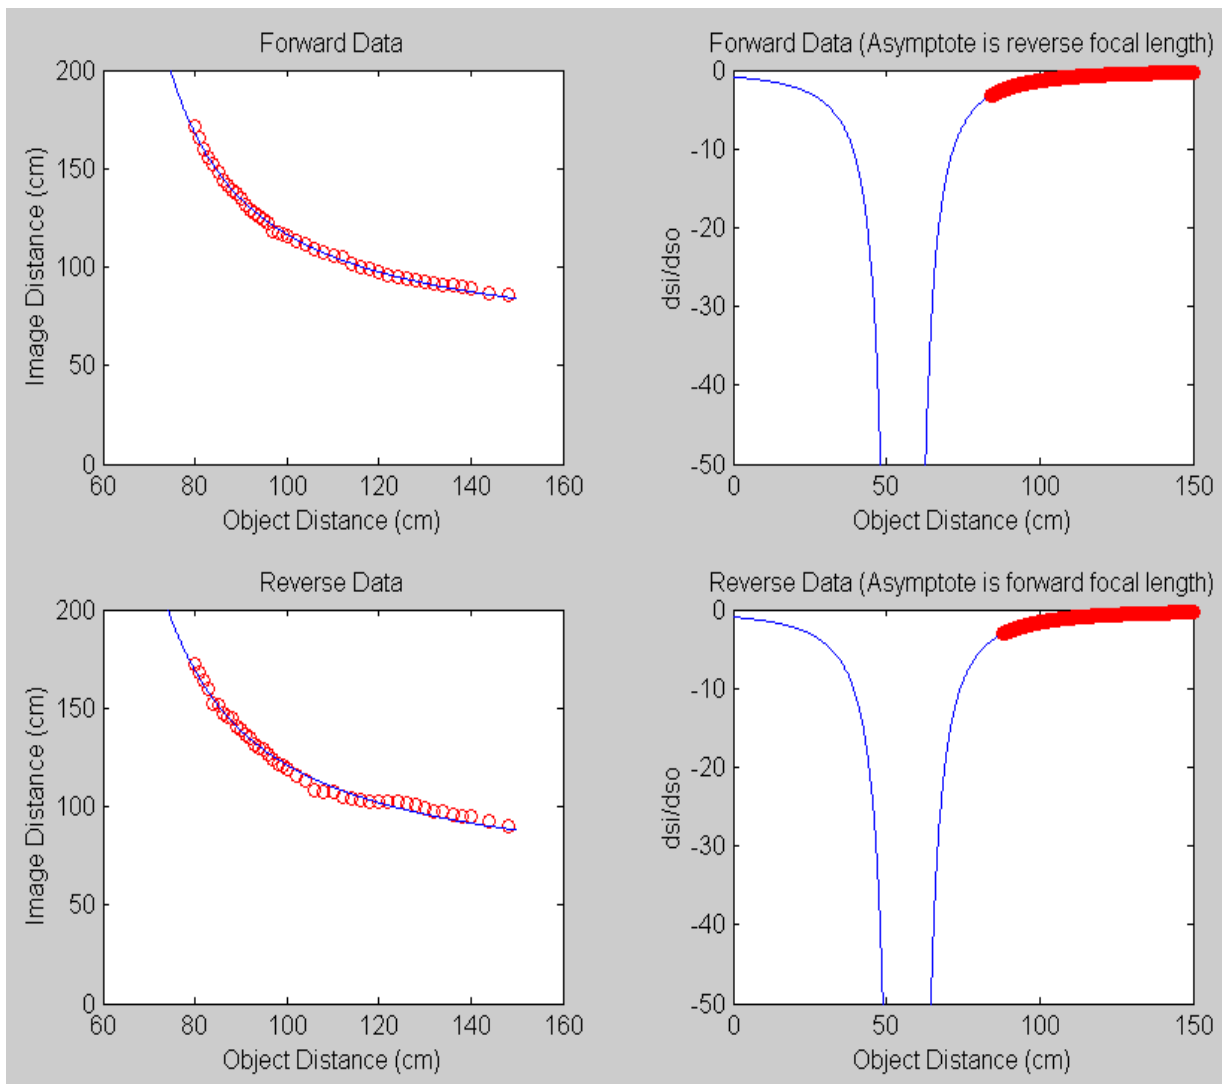 Forward Data
200
150
100
50
0
Image Distance (cm)
60 80 100 120 140 160
Object Distance (cm)
Forward Data (Asymptote is reverse focal length)
0
-10
-20
-30
-40
-50
dsi/dso
0 50 100 150
Object Distance (cm)
Reverse Data
200
150
100
50
0
Image Distance (cm)
60 80 100 120 140 160
Object Distance (cm)
Reverse Data (Asymptote is forward focal length)
0
-10
-20
-30
-40
-50
dsi/dso
0 50 100 150
Object Distance (cm)